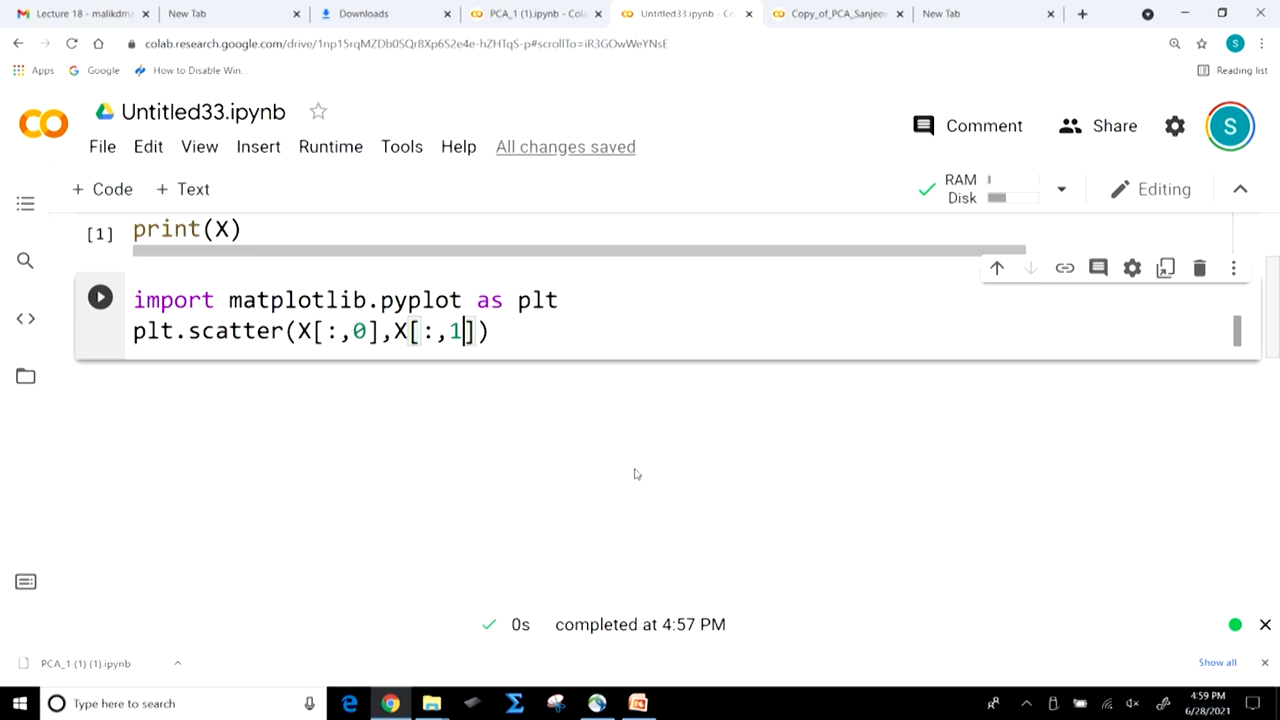 Lecture 18 - malikdm
New Tab
Downloads
PCA_1 (1).ipynb - Cola
Untitled33.ipynb - Co
Copy_of_PCA_Sanjeev
New Tab
colab.research.google.com/drive/1np15rqMZDb0SQr8Xp6S2e4e-hZHTqS-p#scrollTo=iR3GOwWeYNsE
Apps
Google
How to Disable Win...
Reading list
Untitled33.ipynb
Comment
Share
S
File Edit View Insert Runtime Tools Help All changes saved
+ Code + Text
RAM
Disk
Editing
[1] print(X)
import matplotlib.pyplot as plt
plt.scatter(X[:,0],X[:,1])
0s completed at 4:57 PM
PCA_1 (1) (1).ipynb
Show all
Type here to search
4:59 PM
6/28/2021